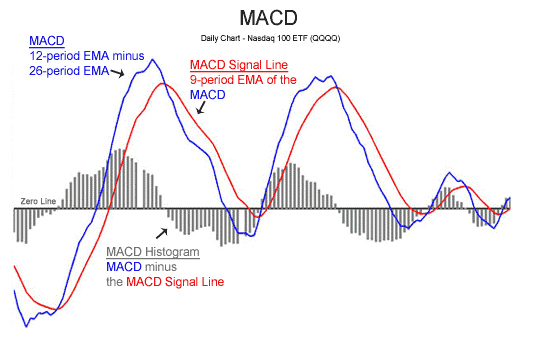 MACD
Daily Chart - Nasdaq 100 ETF (QQQQ)
MACD
12-period EMA minus
26-period EMA
MACD Signal Line
9-period EMA of the
MACD
Zero Line
MACD Histogram
MACD minus
the MACD Signal Line